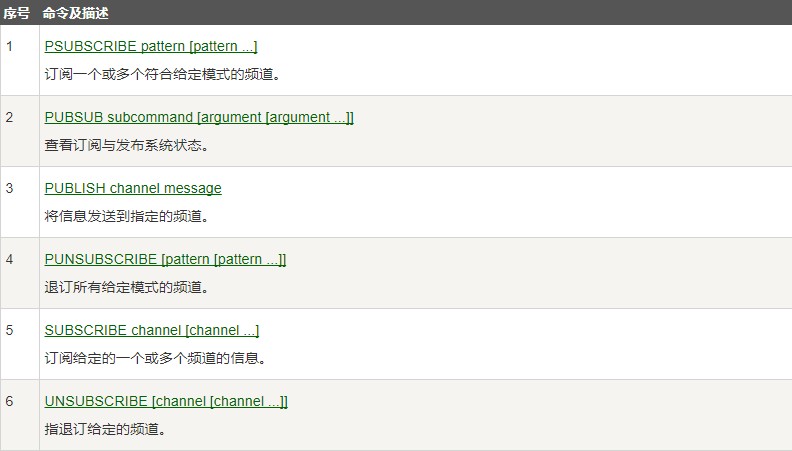 序号 命令及描述
1 PSUBSCRIBE pattern [pattern ...]
订阅一个或多个符合给定模式的频道。
2 PUBSUB subcommand [argument [argument ...]]
查看订阅与发布系统状态。
3 PUBLISH channel message
将信息发送到指定的频道。
4 PUNSUBSCRIBE [pattern [pattern ...]]
退订所有给定模式的频道。
5 SUBSCRIBE channel [channel ...]
订阅给定的一个或多个频道的信息。
6 UNSUBSCRIBE [channel [channel ...]]
指退订给定的频道。